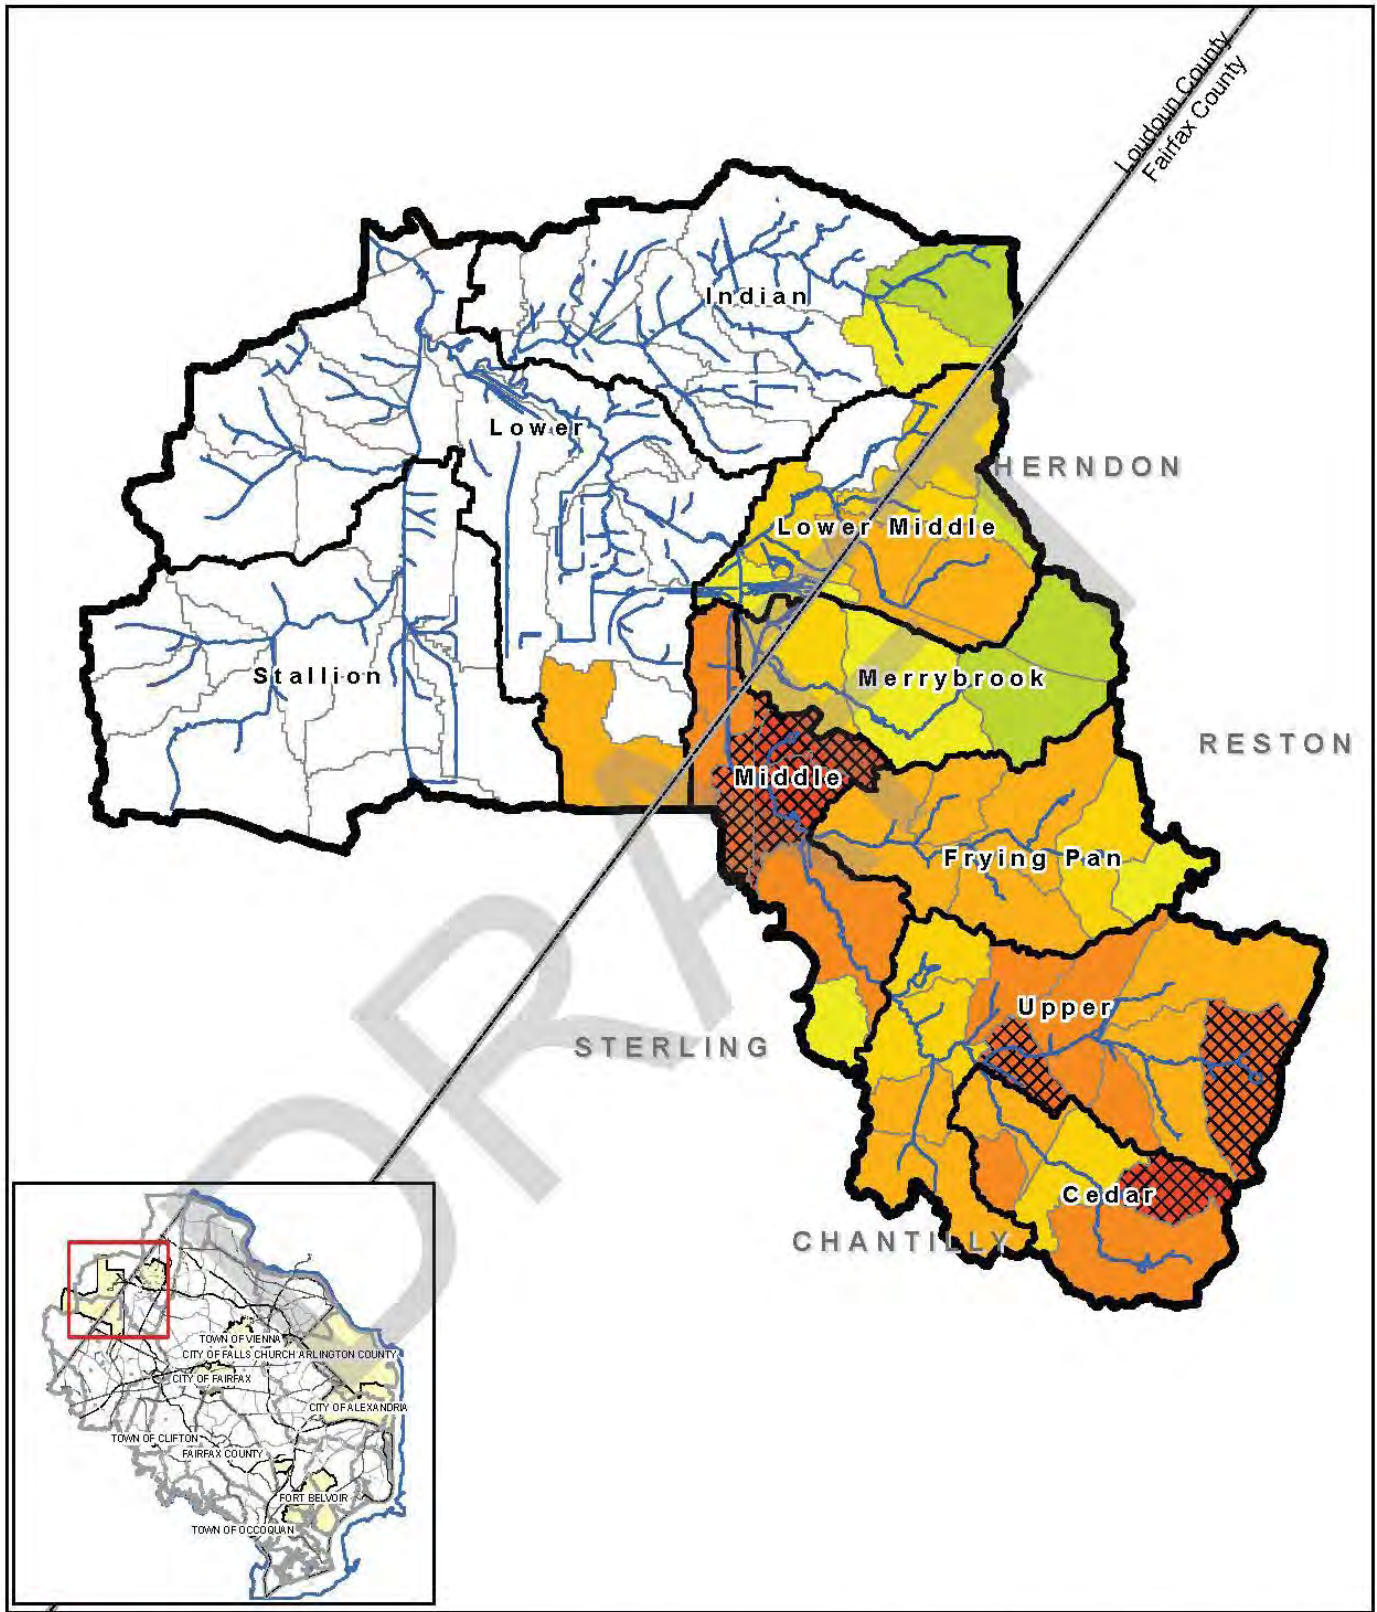 Loudoun County
Fairfax County
Indian
Lower
HERNDON
Lower Middle
Stallion
Merrybrook
RESTON
Middle
Frying Pan
Upper
STERLING
Cedar
CHANTILLY
DRAFT
TOWN OF VIENNA
CITY OF FALLS CHURCH ARLINGTON COUNTY
CITY OF FAIRFAX
CITY OF ALEXANDRIA
TOWN OF CLIFTON
FAIRFAX COUNTY
FORT BELVOIR
TOWN OF OCCOQUAN